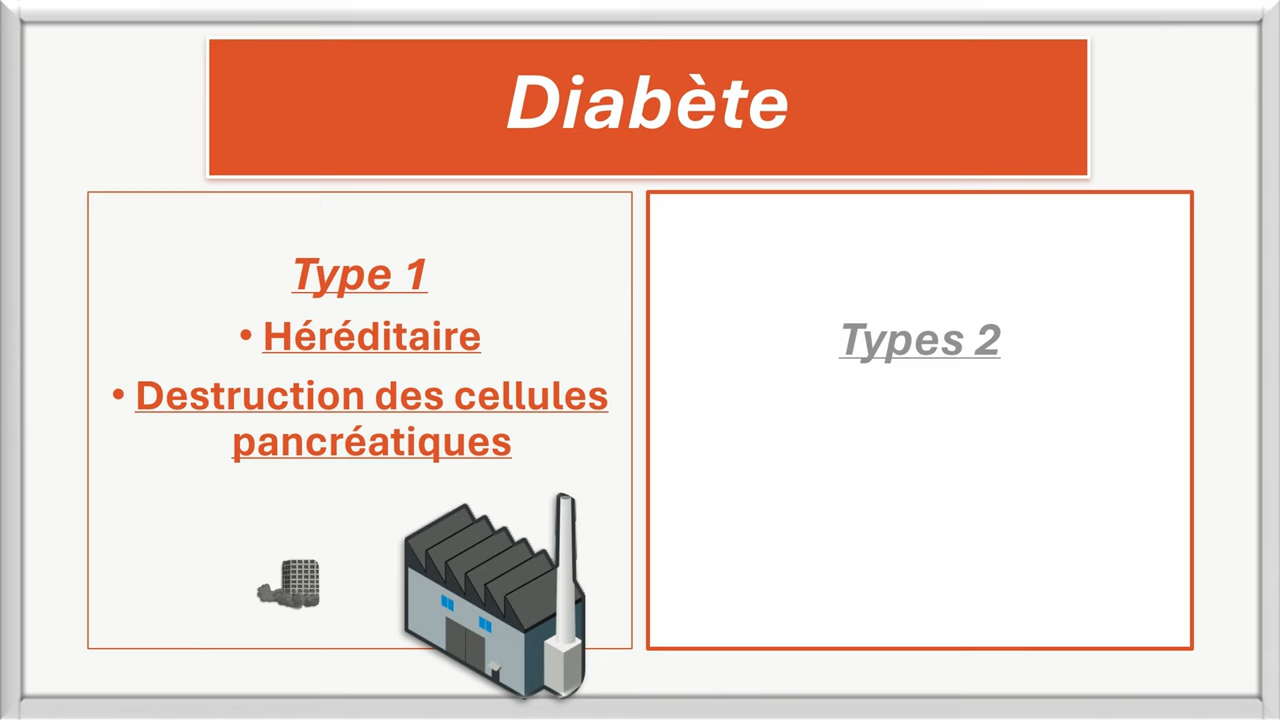 Diabète
Type 1
• Héréditaire
• Destruction des cellules
pancréatiques
Types 2